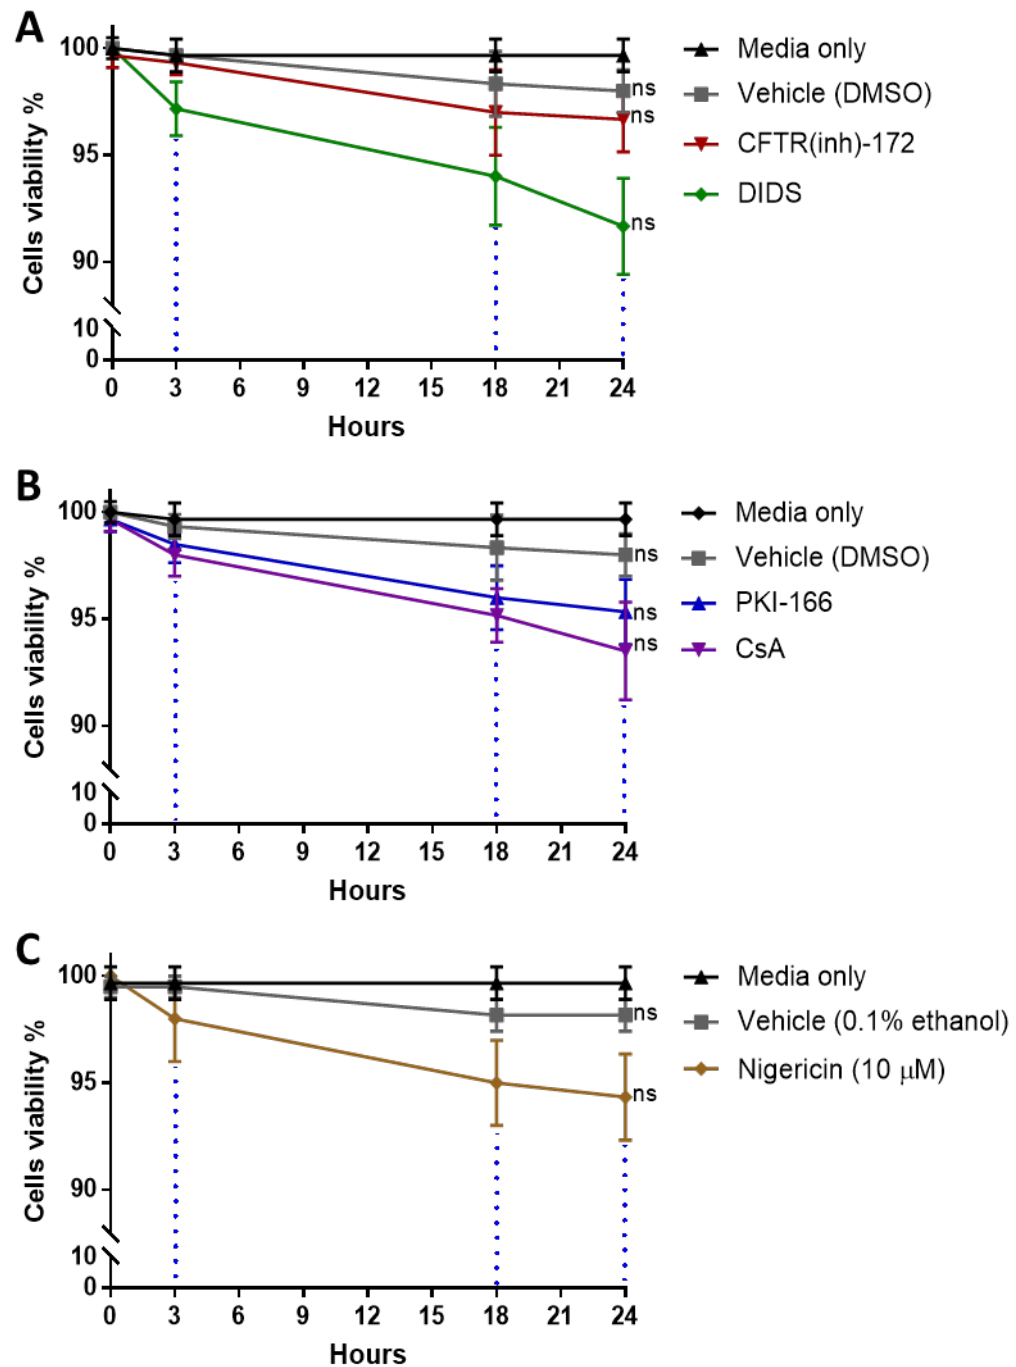 A
Cells viability %
100
95
90
10
0
0 3 6 9 12 15 18 21 24
Hours
ns
ns
ns
Media only
Vehicle (DMSO)
CFTR(inh)-172
DIDS
B
Cells viability %
100
95
90
10
0
0 3 6 9 12 15 18 21 24
Hours
ns
ns
ns
Media only
Vehicle (DMSO)
PKI-166
CsA
C
Cells viability %
100
95
90
10
0
0 3 6 9 12 15 18 21 24
Hours
ns
ns
Media only
Vehicle (0.1% ethanol)
Nigericin (10 μM)